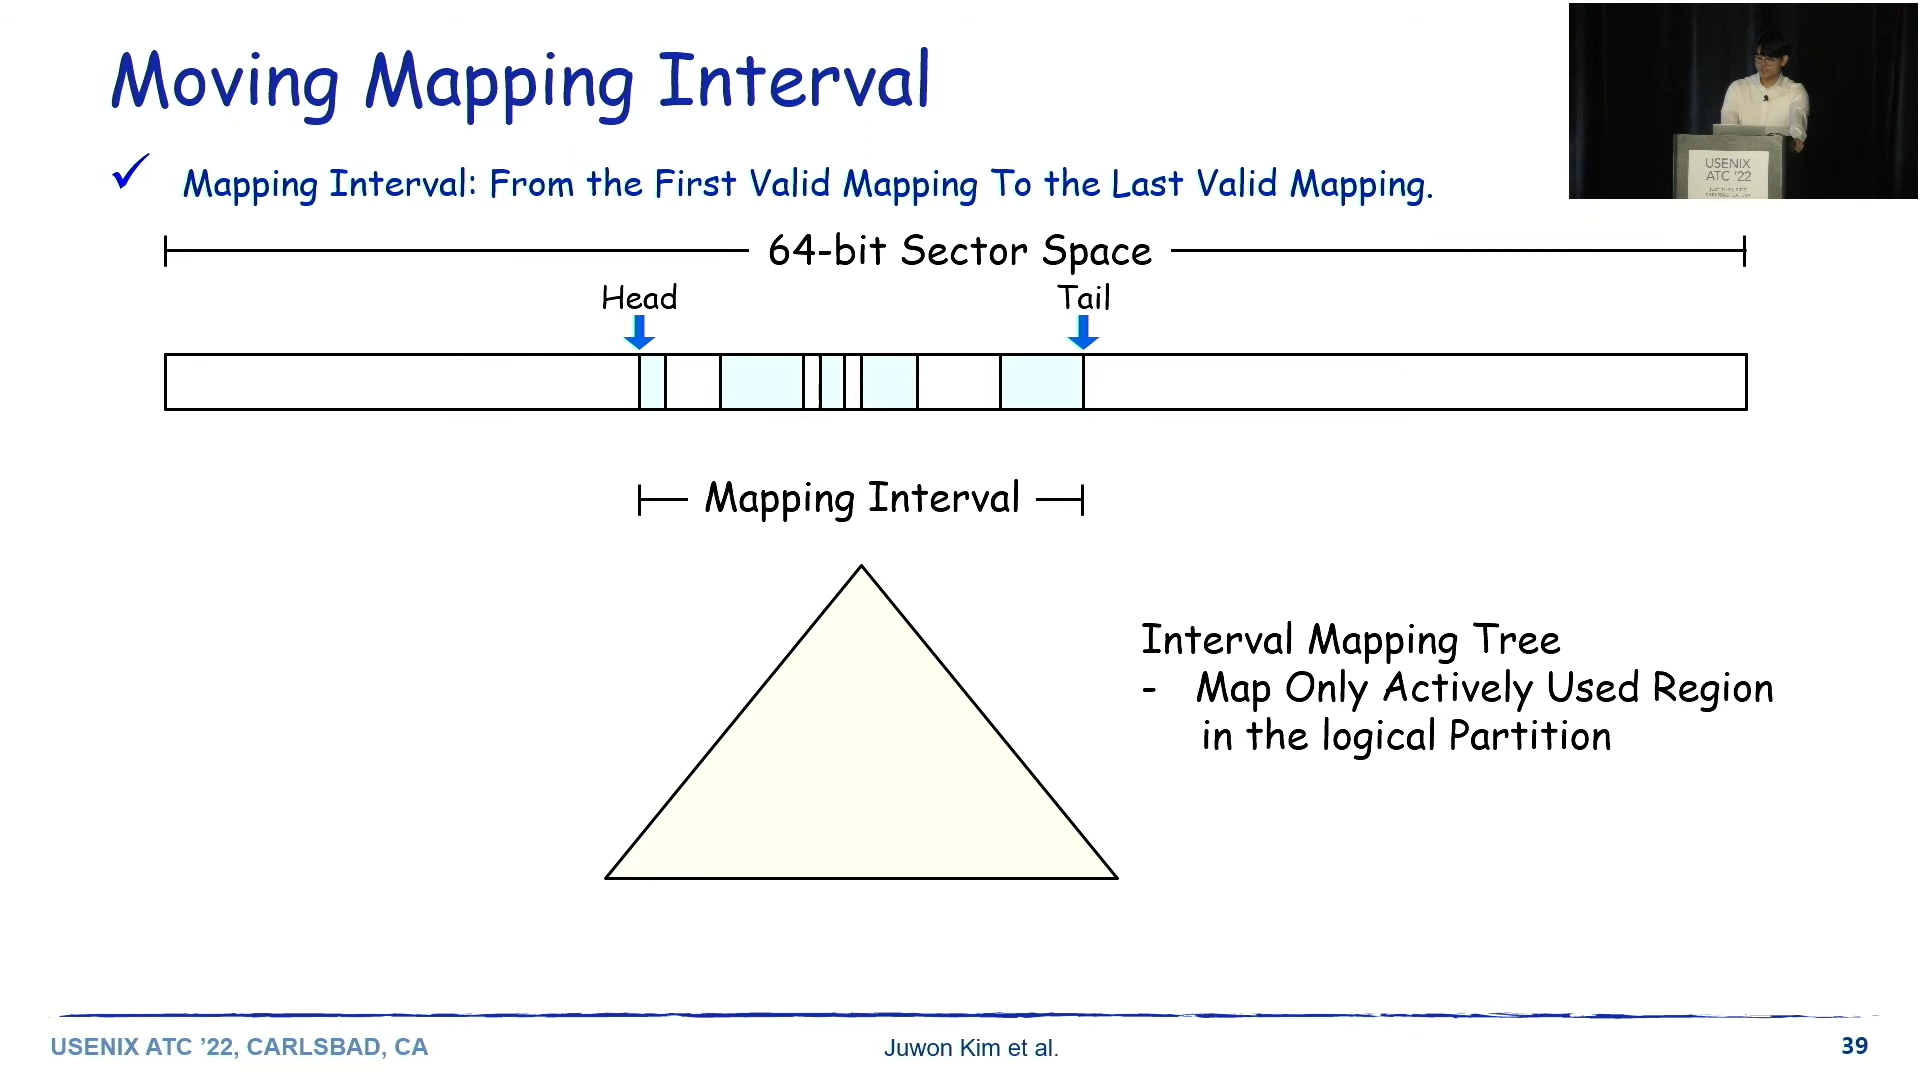 Moving Mapping Interval
✓ Mapping Interval: From the First Valid Mapping To the Last Valid Mapping.
USENIX
ATC '22
64-bit Sector Space
Head
Tail
Mapping Interval
Interval Mapping Tree
- Map Only Actively Used Region
in the logical Partition
USENIX ATC ’22, CARLSBAD, CA
Juwon Kim et al.
39